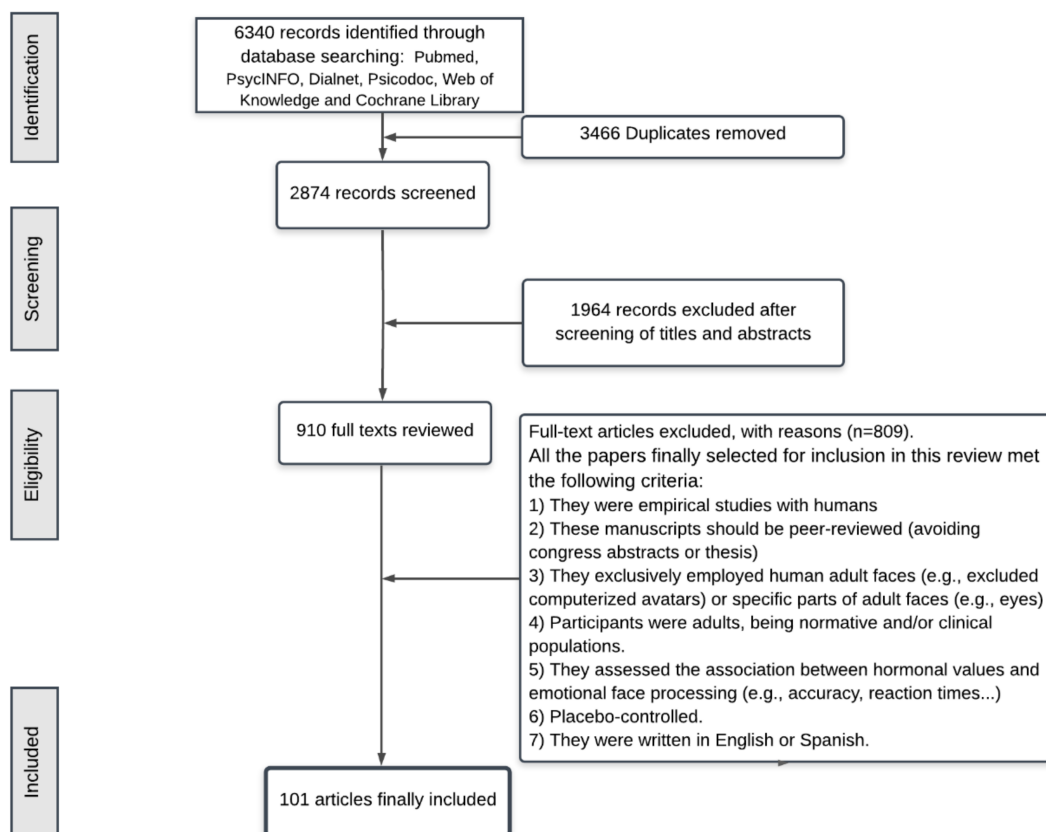 Identification
6340 records identified through
database searching: Pubmed,
PsycINFO, Dialnet, Psicodoc, Web of
Knowledge and Cochrane Library
3466 Duplicates removed
2874 records screened
Screening
1964 records excluded after
screening of titles and abstracts
Eligibility
910 full texts reviewed
Full-text articles excluded, with reasons (n=809).
All the papers finally selected for inclusion in this review met
the following criteria:
1) They were empirical studies with humans
2) These manuscripts should be peer-reviewed (avoiding
congress abstracts or thesis)
3) They exclusively employed human adult faces (e.g., excluded
computerized avatars) or specific parts of adult faces (e.g., eyes)
4) Participants were adults, being normative and/or clinical
populations.
5) They assessed the association between hormonal values and
emotional face processing (e.g., accuracy, reaction times...)
6) Placebo-controlled.
7) They were written in English or Spanish.
Included
101 articles finally included